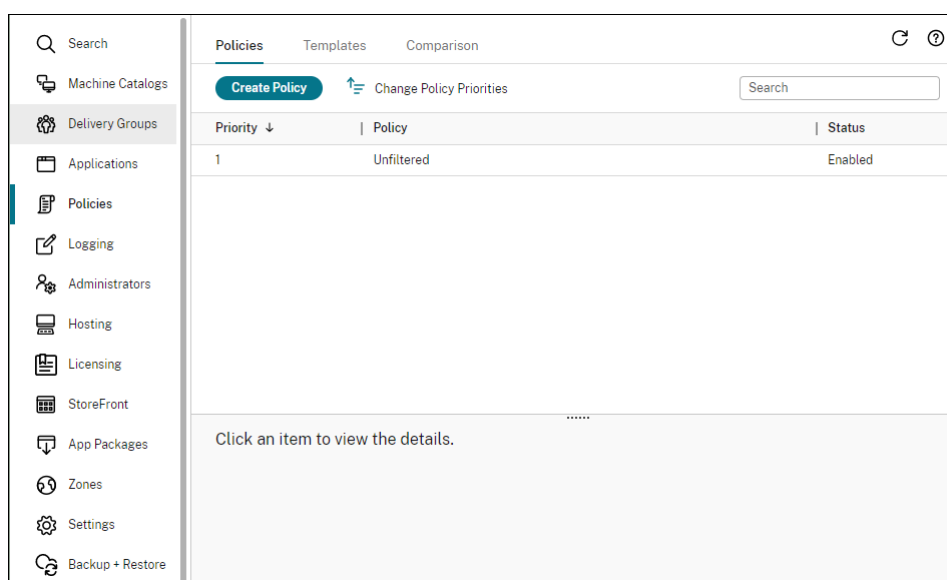 Search
Machine Catalogs
Delivery Groups
Applications
Policies
Logging
Administrators
Hosting
Licensing
StoreFront
App Packages
Zones
Settings
Backup + Restore
Policies Templates Comparison
Create Policy Change Policy Priorities Search
Priority ↓ | Policy | Status
1 Unfiltered Enabled
Click an item to view the details.